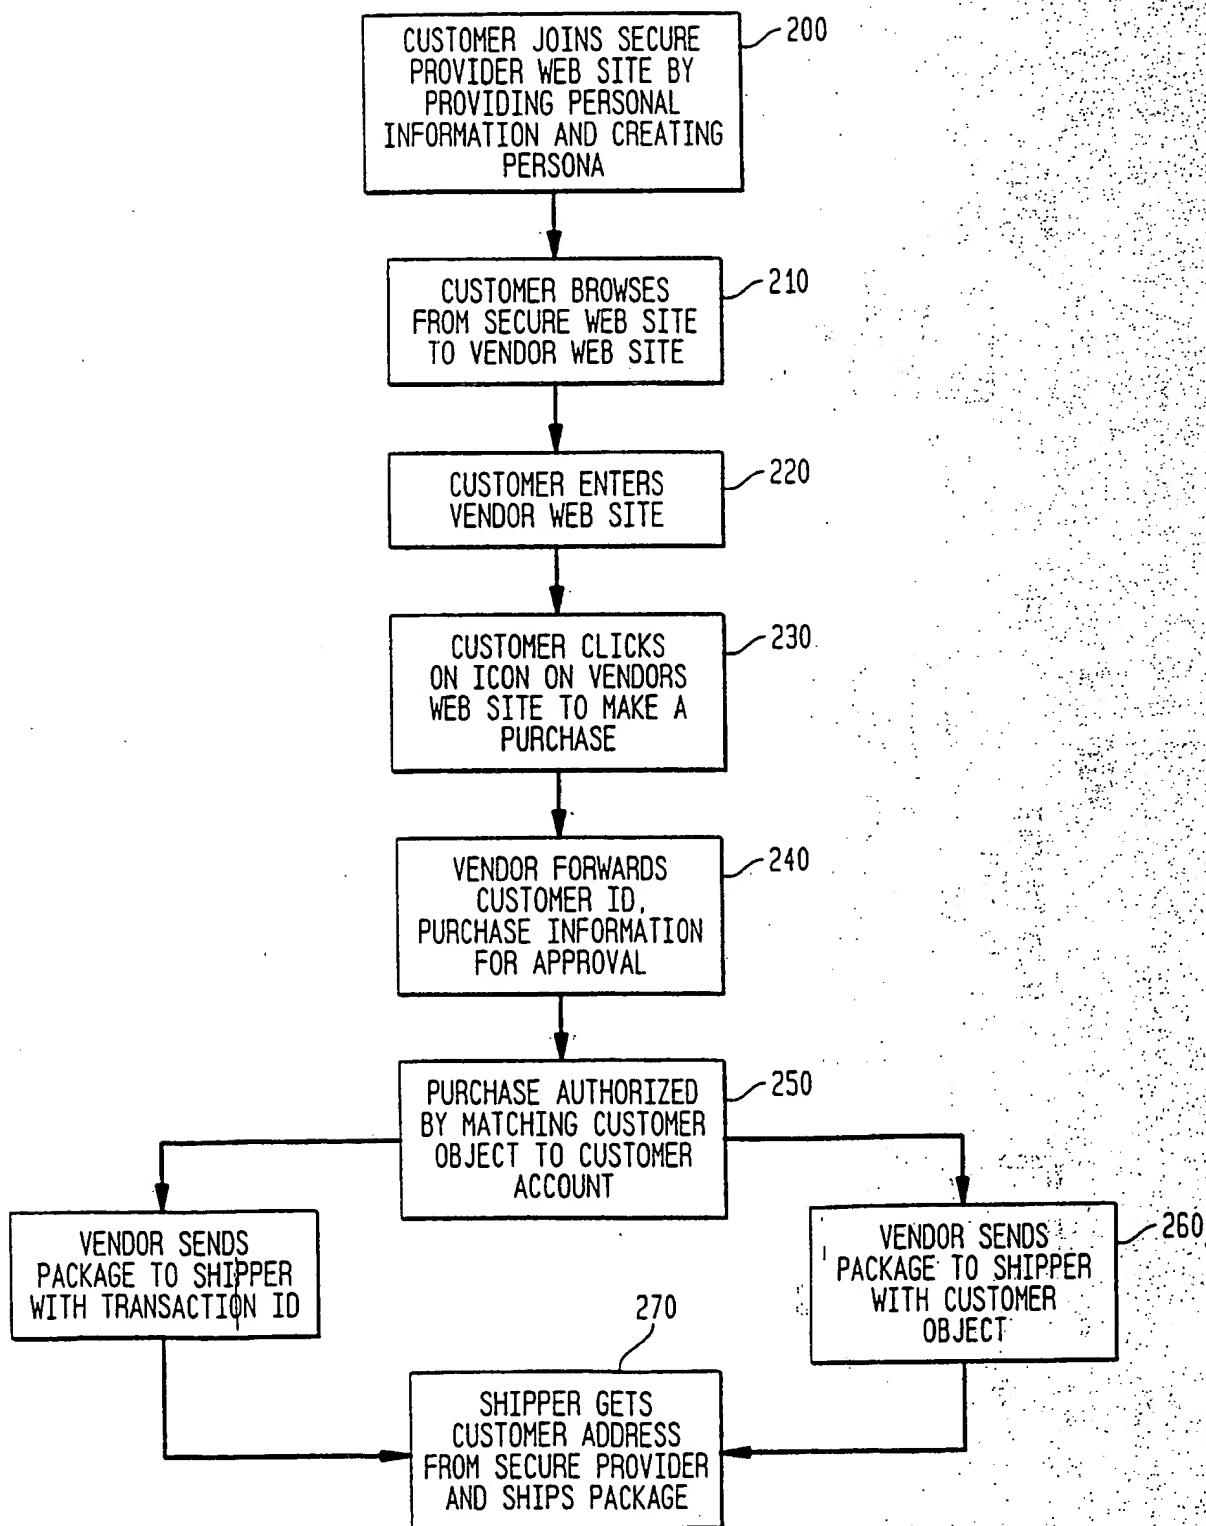 CUSTOMER JOINS SECURE
PROVIDER WEB SITE BY
PROVIDING PERSONAL
INFORMATION AND CREATING
PERSONA
200
CUSTOMER BROWSES
FROM SECURE WEB SITE
TO VENDOR WEB SITE
210
CUSTOMER ENTERS
VENDOR WEB SITE
220
CUSTOMER CLICKS
ON ICON ON VENDORS
WEB SITE TO MAKE A
PURCHASE
230
VENDOR FORWARDS
CUSTOMER ID,
PURCHASE INFORMATION
FOR APPROVAL
240
PURCHASE AUTHORIZED
BY MATCHING CUSTOMER
OBJECT TO CUSTOMER
ACCOUNT
250
VENDOR SENDS
PACKAGE TO SHIPPER
WITH TRANSACTION ID
VENDOR SENDS
PACKAGE TO SHIPPER
WITH CUSTOMER
OBJECT
260
270
SHIPPER GETS
CUSTOMER ADDRESS
FROM SECURE PROVIDER
AND SHIPS PACKAGE